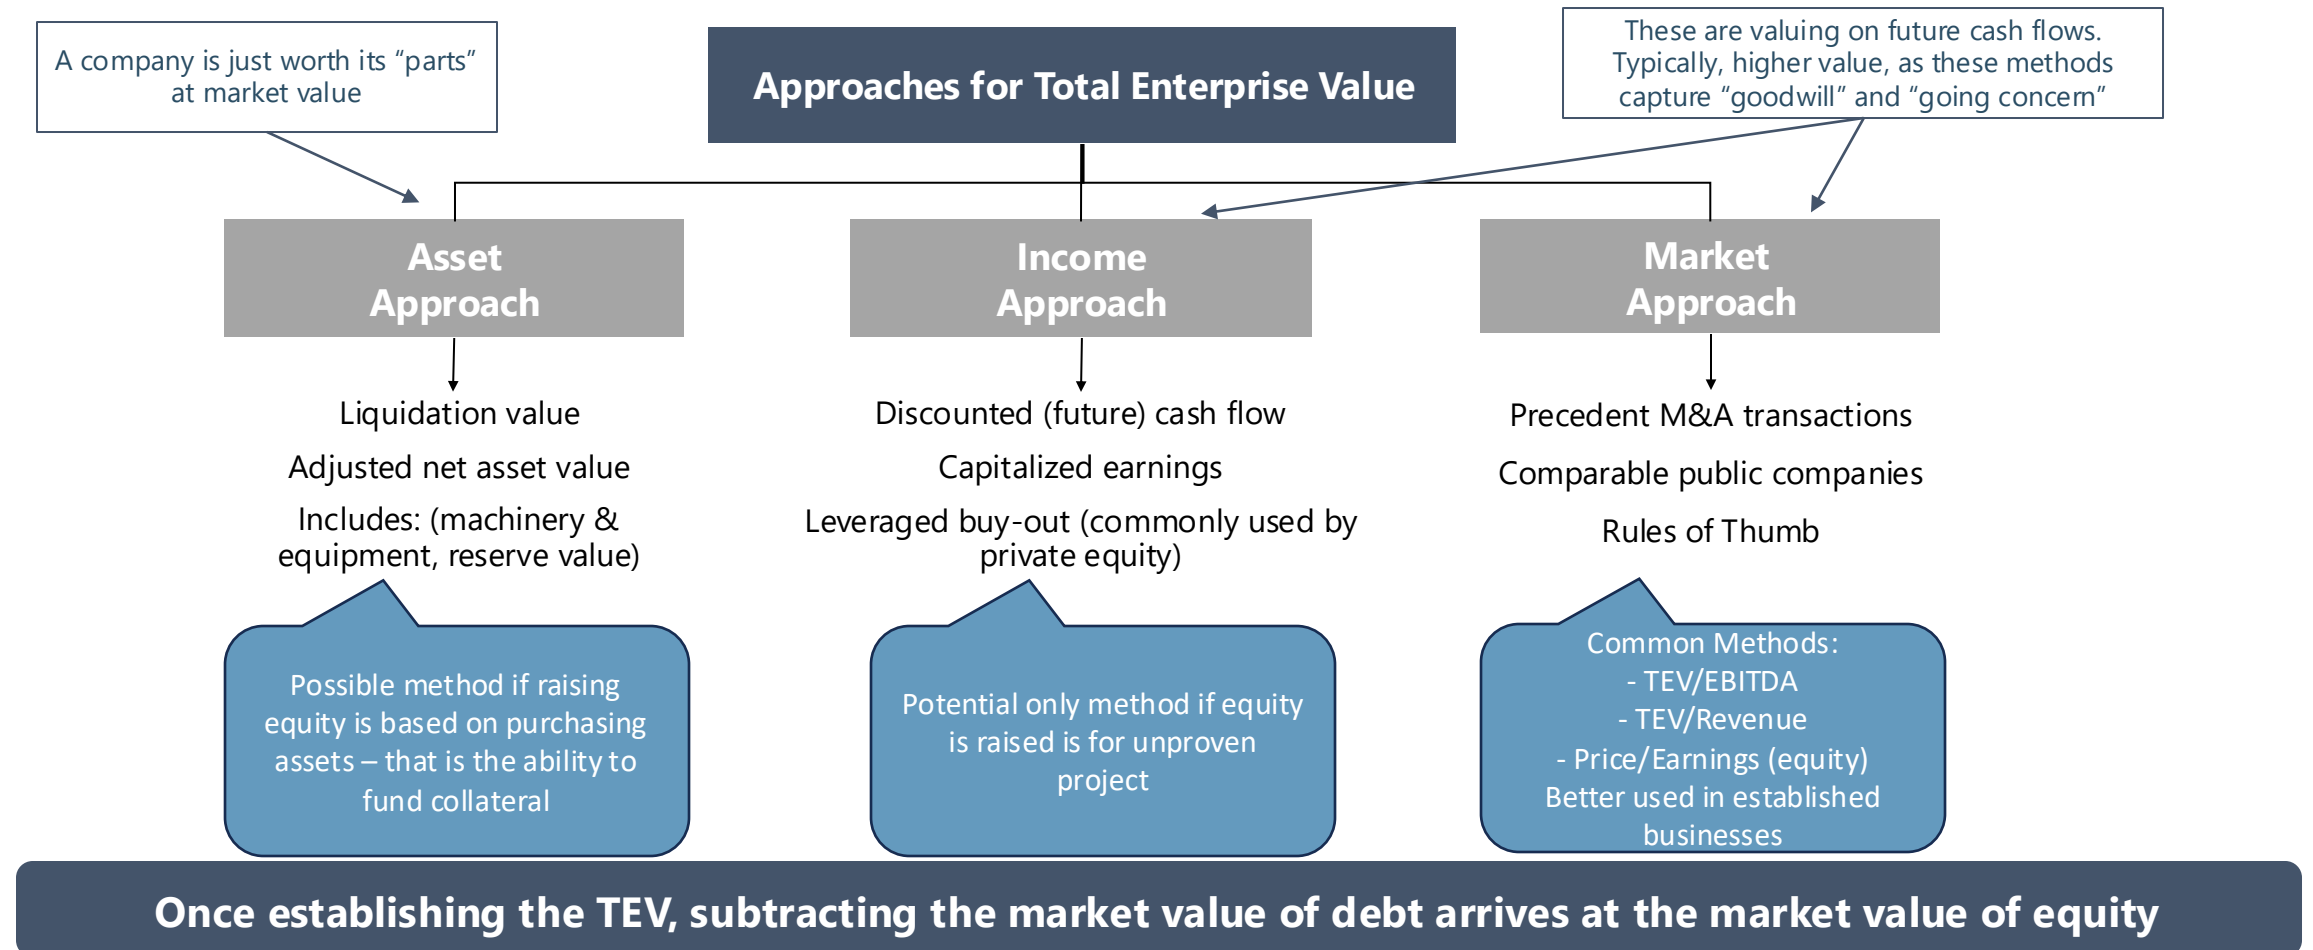 A company is just worth its “parts”
at market value
Approaches for Total Enterprise Value
These are valuing on future cash flows.
Typically, higher value, as these methods
capture “goodwill” and “going concern”
Asset
Approach
Income
Approach
Market
Approach
Liquidation value
Adjusted net asset value
Includes: (machinery &
equipment, reserve value)
Discounted (future) cash flow
Capitalized earnings
Leveraged buy-out (commonly used by
private equity)
Precedent M&A transactions
Comparable public companies
Rules of Thumb
Possible method if raising
equity is based on purchasing
assets – that is the ability to
fund collateral
Potential only method if equity
is raised is for unproven
project
Common Methods:
- TEV/EBITDA
- TEV/Revenue
- Price/Earnings (equity)
Better used in established
businesses
Once establishing the TEV, subtracting the market value of debt arrives at the market value of equity